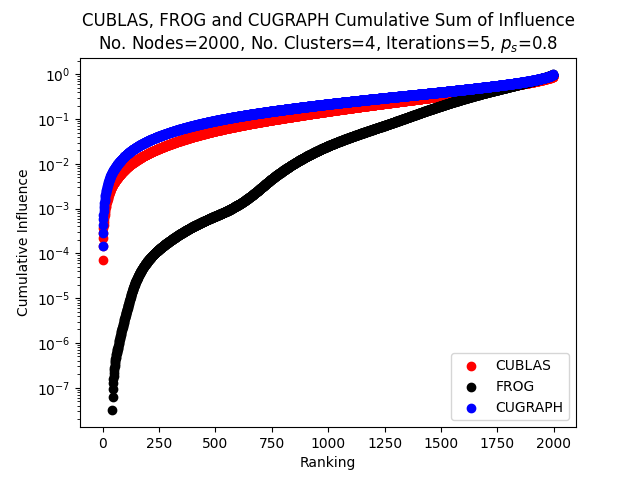 CUBLAS, FROG and CUGRAPH Cumulative Sum of Influence
No. Nodes=2000, No. Clusters=4, Iterations=5, $p_s$=0.8
Cumulative Influence
10⁰
10⁻¹
10⁻²
10⁻³
10⁻⁴
10⁻⁵
10⁻⁶
10⁻⁷
CUBLAS
FROG
CUGRAPH
0 250 500 750 1000 1250 1500 1750 2000
Ranking